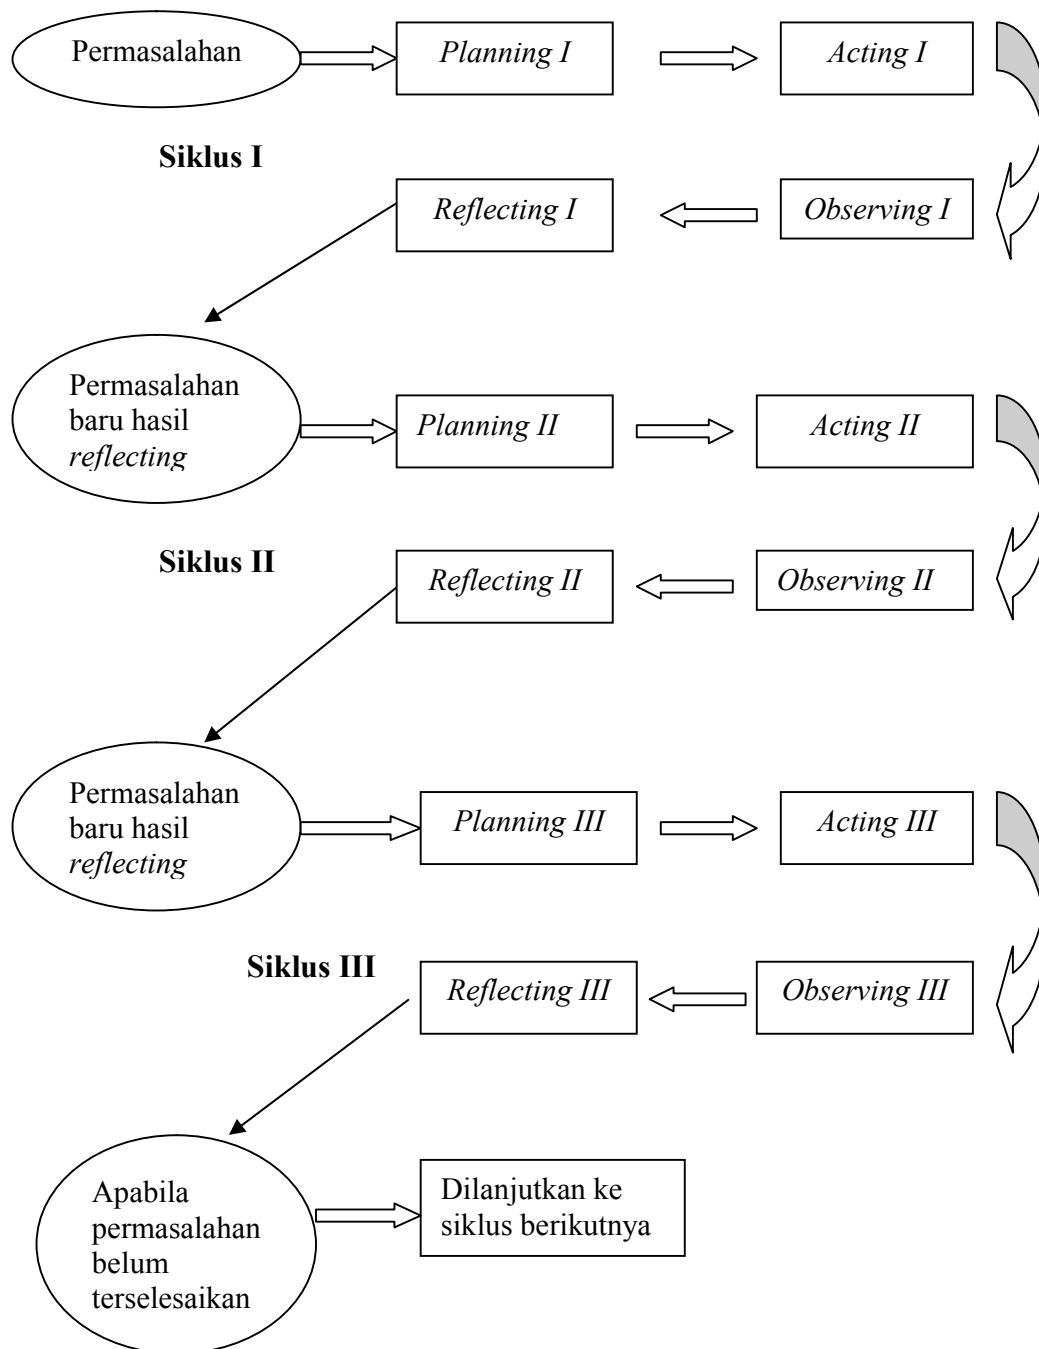 Permasalahan
Planning I
Acting I
Siklus I
Reflecting I
Observing I
Permasalahan
baru hasil
reflecting
Planning II
Acting II
Siklus II
Reflecting II
Observing II
Permasalahan
baru hasil
reflecting
Planning III
Acting III
Siklus III
Reflecting III
Observing III
Apabila
permasalahan
belum
terselesaikan
Dilanjutkan ke
siklus berikutnya